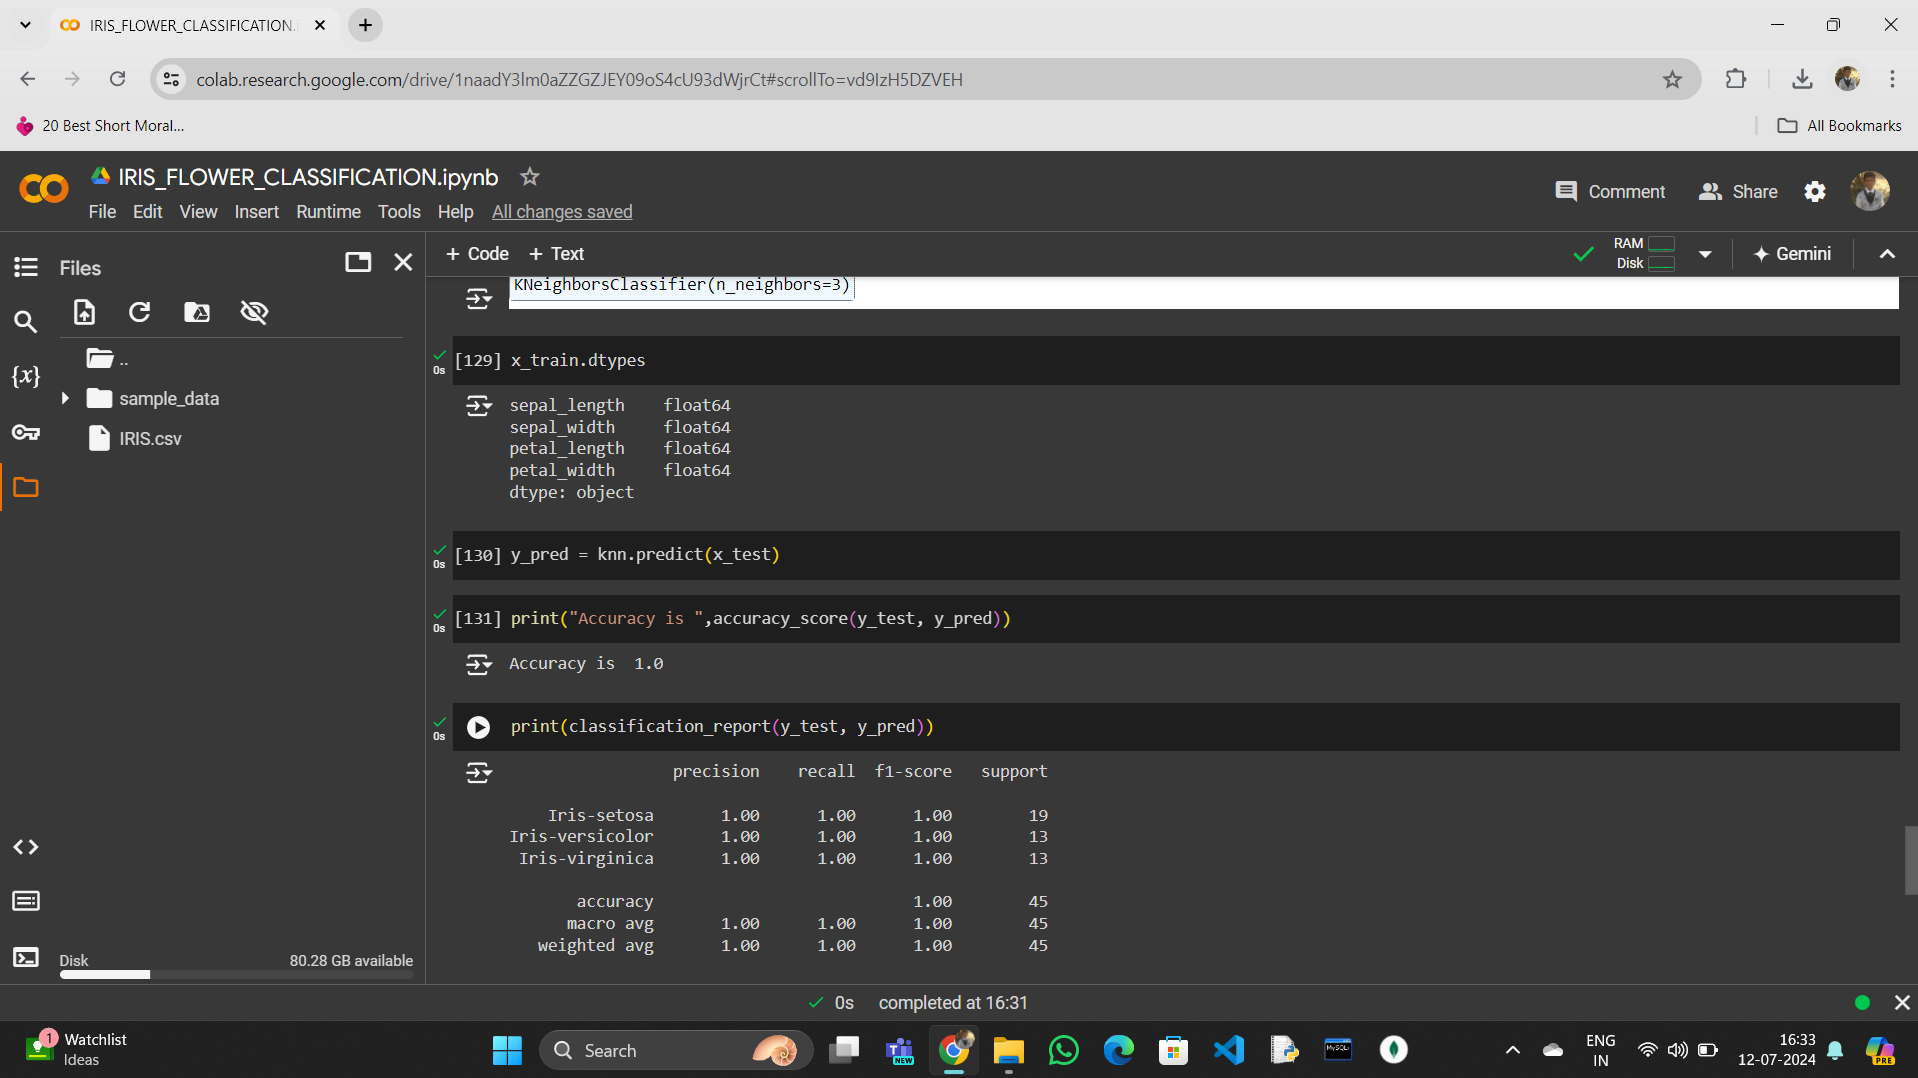 IRIS_FLOWER_CLASSIFICATION.i
colab.research.google.com/drive/1naadY3lm0aZZGZJEY09oS4cU93dWjrCt#scrollTo=vd9IzH5DZVEH
20 Best Short Moral...
All Bookmarks
IRIS_FLOWER_CLASSIFICATION.ipynb
File Edit View Insert Runtime Tools Help All changes saved
Comment
Share
Files
+ Code + Text
RAM
Disk
Gemini
..
sample_data
IRIS.csv
{x}
KNeighborsClassifier(n_neighbors=3)
0s
[129] x_train.dtypes
sepal_length float64
sepal_width float64
petal_length float64
petal_width float64
dtype: object
0s
[130] y_pred = knn.predict(x_test)
0s
[131] print("Accuracy is ",accuracy_score(y_test, y_pred))
Accuracy is 1.0
0s
print(classification_report(y_test, y_pred))
precision recall f1-score support
Iris-setosa 1.00 1.00 1.00 19
Iris-versicolor 1.00 1.00 1.00 13
Iris-virginica 1.00 1.00 1.00 13
accuracy 1.00 45
macro avg 1.00 1.00 1.00 45
weighted avg 1.00 1.00 1.00 45
Disk 80.28 GB available
0s completed at 16:31
1
Watchlist
Ideas
Search
NEW
MySQL
ENG
IN
16:33
12-07-2024
PRE